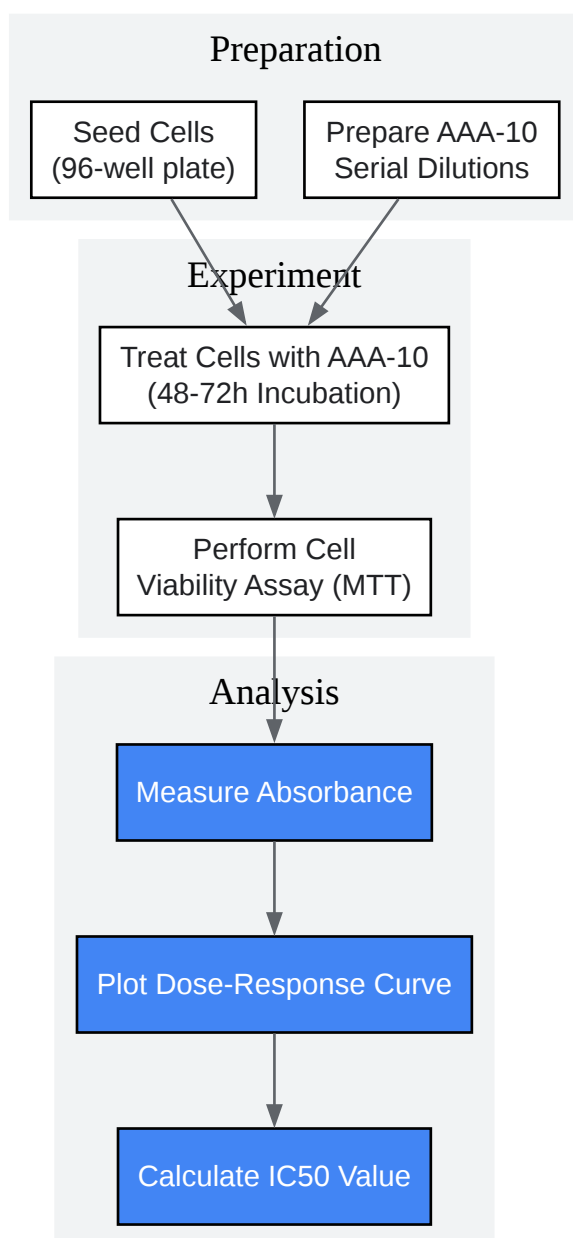 Preparation
Seed Cells
(96-well plate)
Prepare AAA-10
Serial Dilutions
Experiment
Treat Cells with AAA-10
(48-72h Incubation)
Perform Cell
Viability Assay (MTT)
Analysis
Measure Absorbance
Plot Dose-Response Curve
Calculate IC50 Value